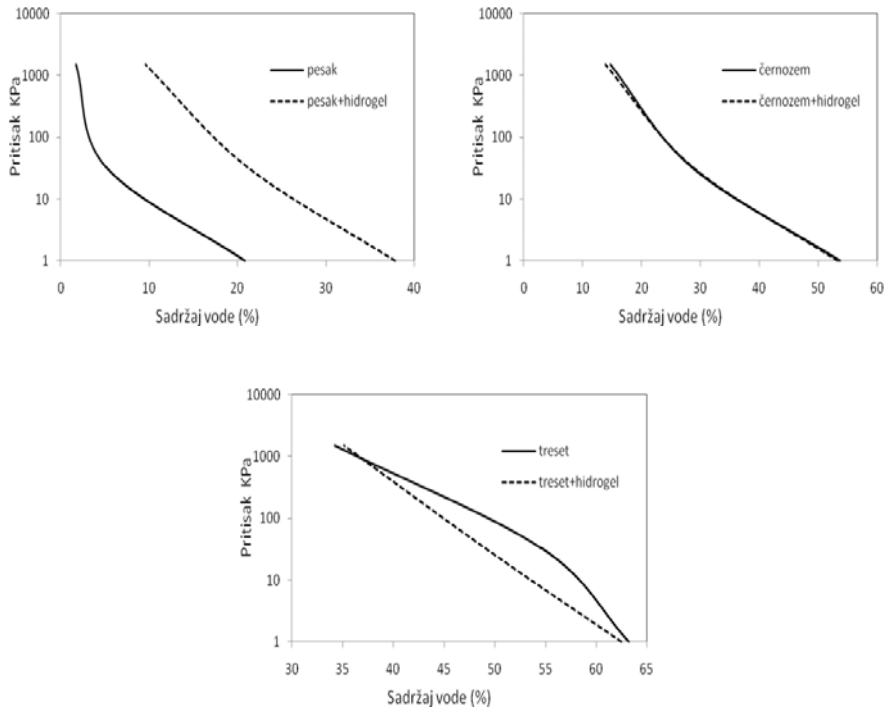 10000
1000
100
10
1
Pritisak KPa
pesak
pesak+hidrogel
0 10 20 30 40
Sadržaj vode (%)
10000
1000
100
10
1
Pritisak KPa
černozem
černozem+hidrogel
0 10 20 30 40 50 60
Sadržaj vode (%)
10000
1000
100
10
1
Pritisak KPa
treset
treset+hidrogel
30 35 40 45 50 55 60 65
Sadržaj vode (%)